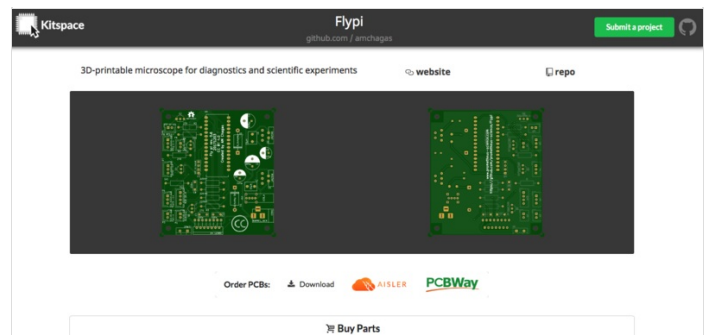 Kitspace
Flypi
github.com / amchagas
Submit a project
3D-printable microscope for diagnostics and scientific experiments
website
repo
Order PCBs:
Download
AISLER
PCBWay
Buy Parts